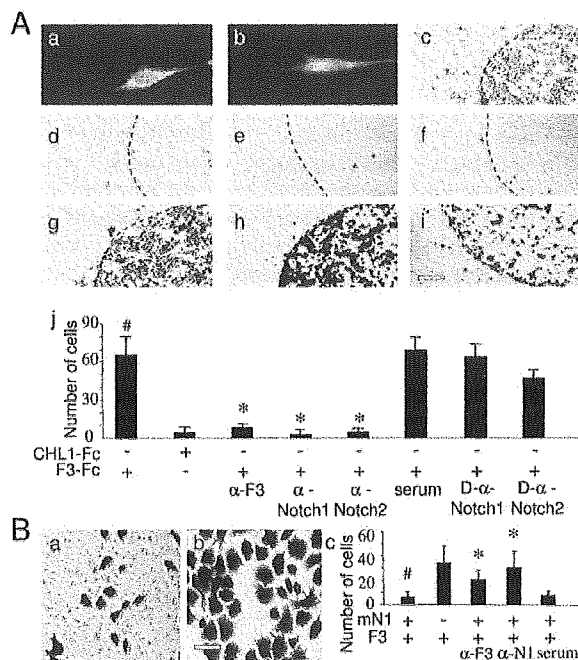 A
a b c
d e f
g h i
j
Number of cells
90
60
30
0
# * * *
CHL1-Fc - + - - - - - -
F3-Fc + - + + + + + +
α-F3 α- α- serum D-α- D-α-
Notch1 Notch2 Notch1 Notch2
B
a b c
Number of cells
60
40
20
0
# * *
mN1 + - + + +
F3 + + + + +
α-F3 α-N1 serum